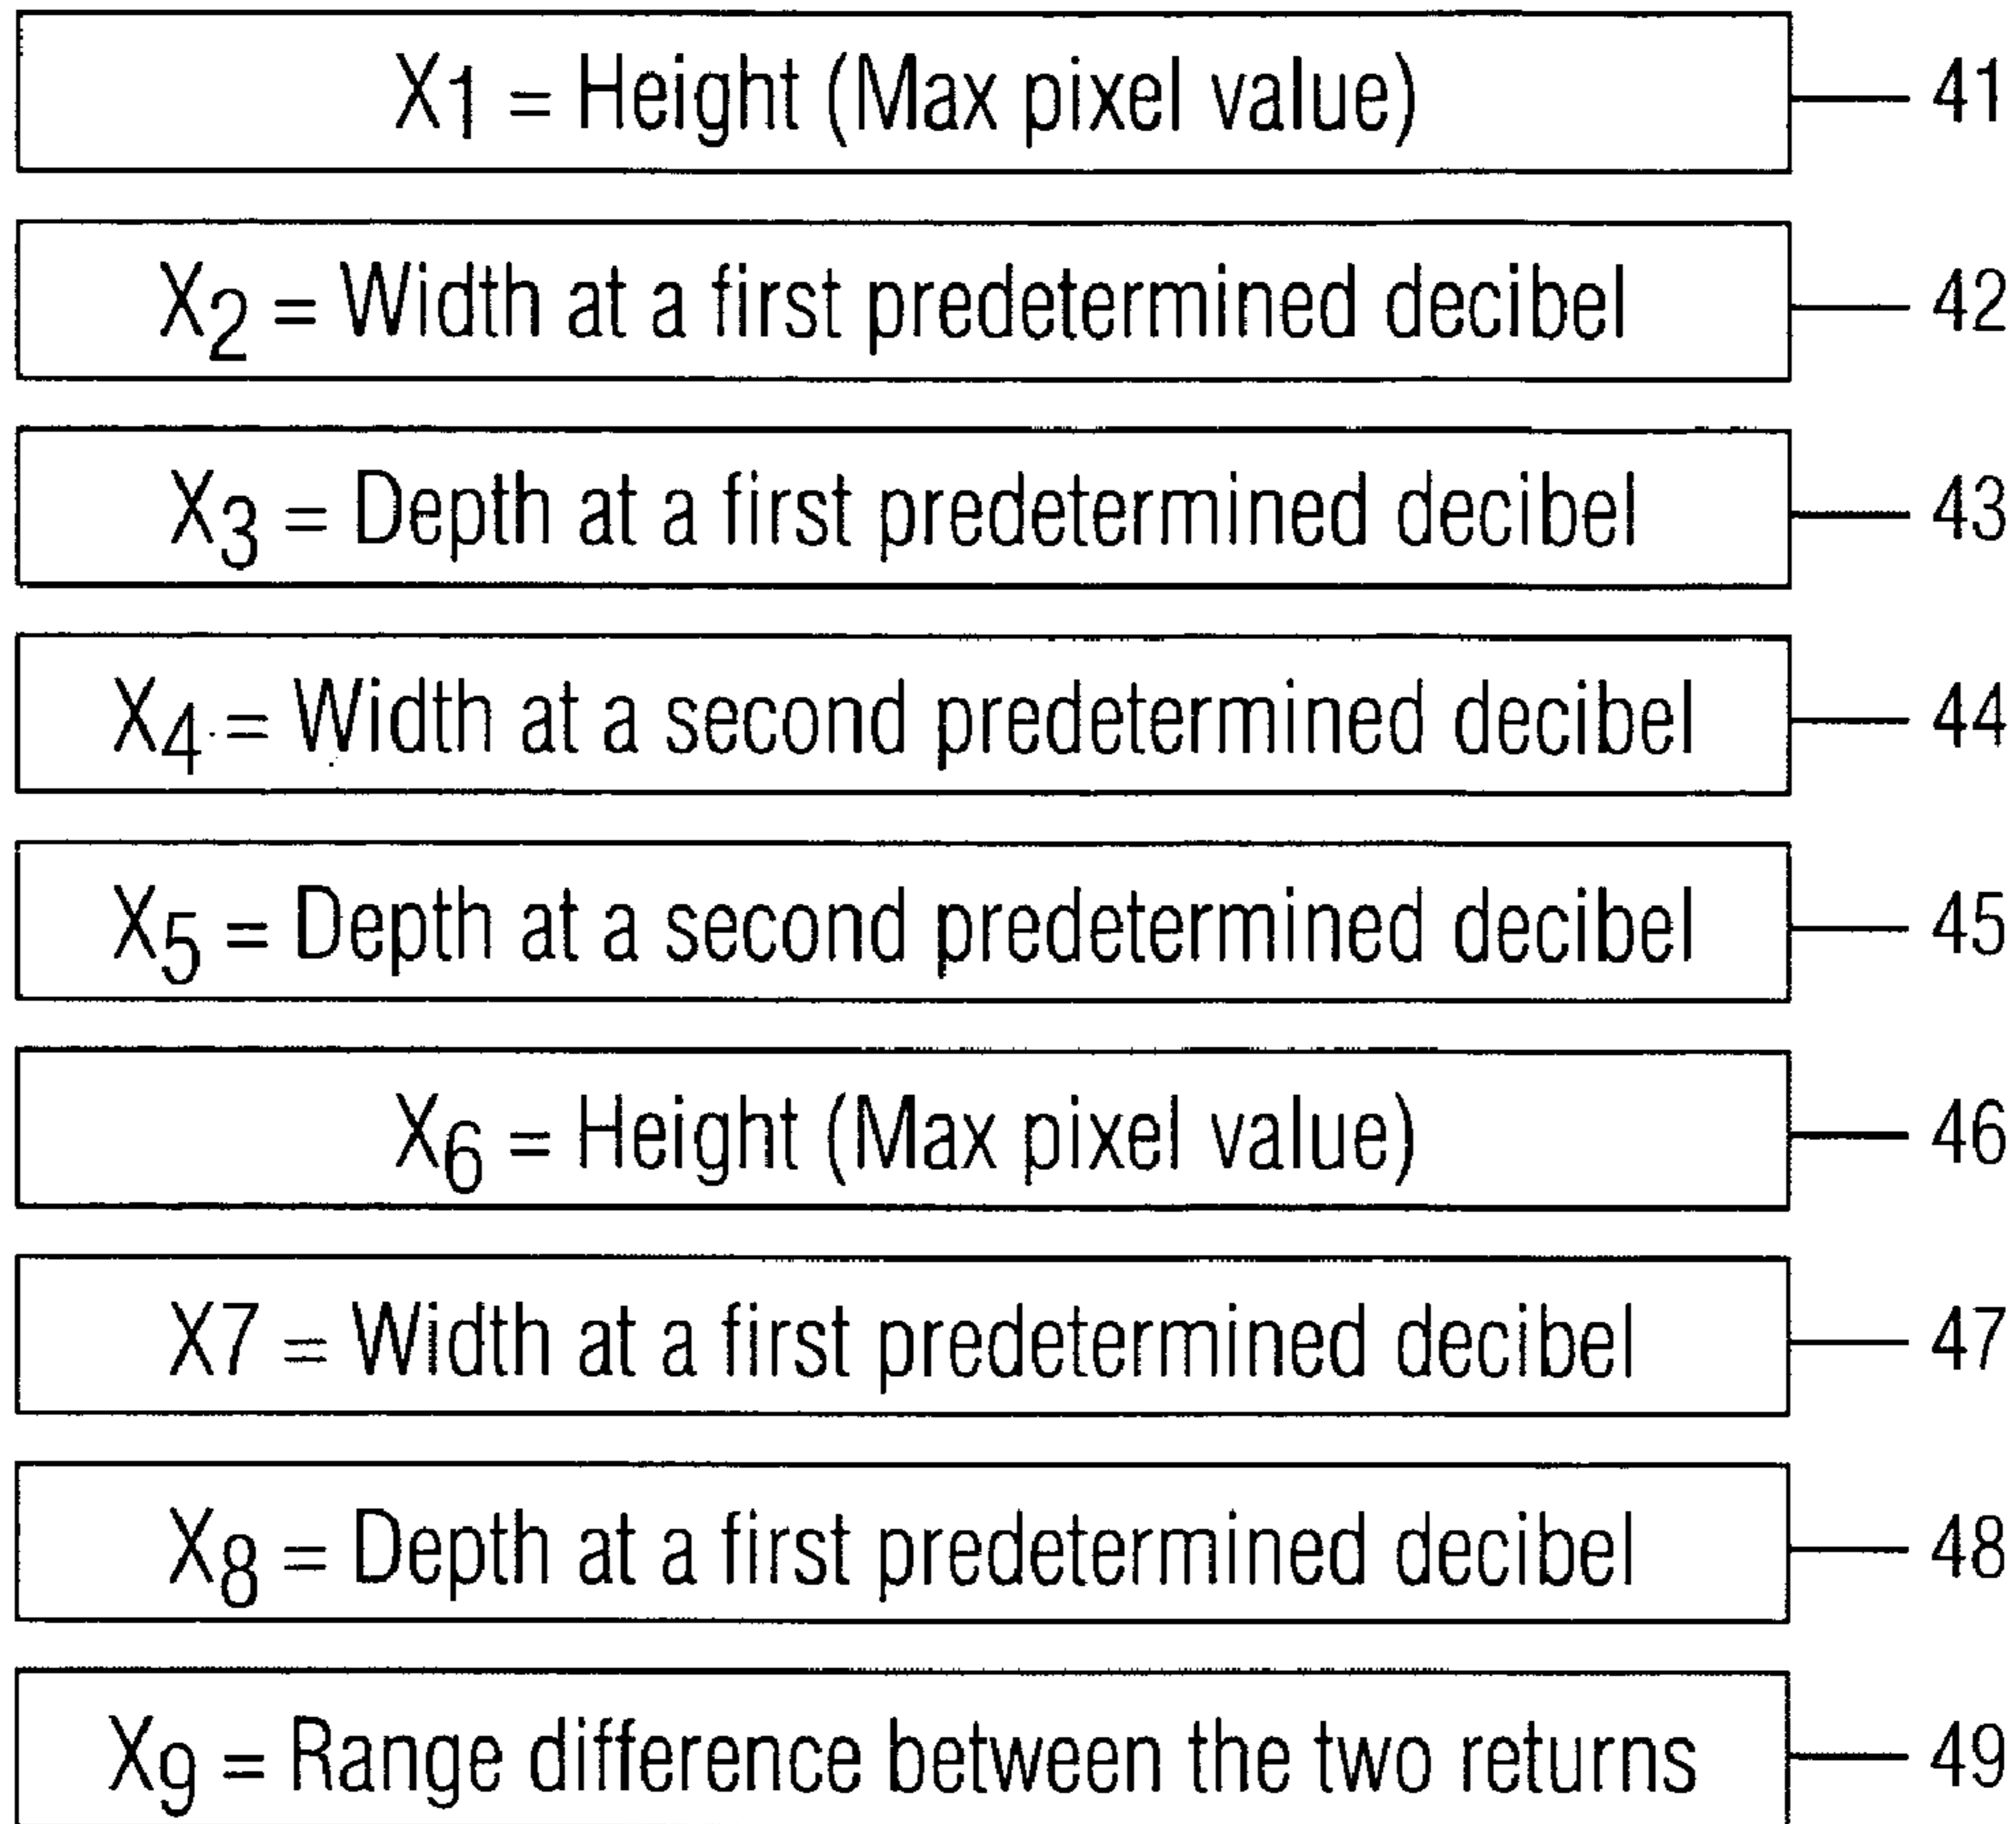 X1 = Height (Max pixel value) 41
X2 = Width at a first predetermined decibel 42
X3 = Depth at a first predetermined decibel 43
X4 = Width at a second predetermined decibel 44
X5 = Depth at a second predetermined decibel 45
X6 = Height (Max pixel value) 46
X7 = Width at a first predetermined decibel 47
X8 = Depth at a first predetermined decibel 48
X9 = Range difference between the two returns 49